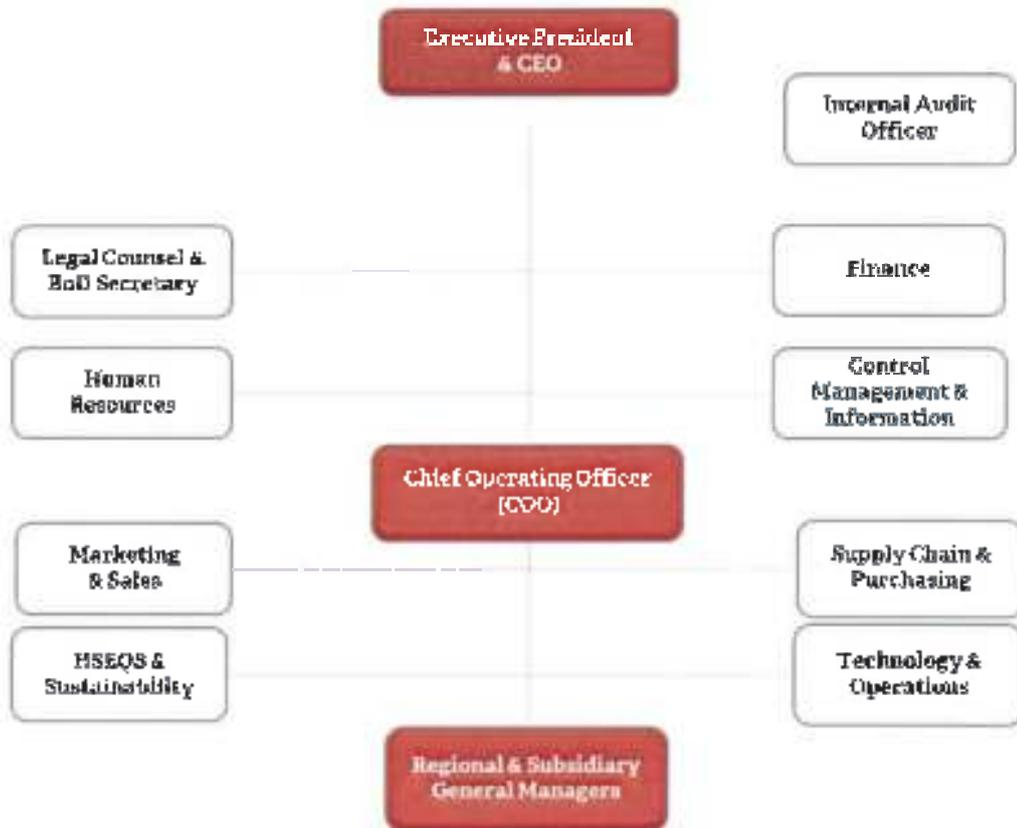 Executive President
& CEO
Internal Audit
Officer
Legal Counsel &
BoD Secretary
Finance
Human
Resources
Control
Management &
Information
Chief Operating Officer
(COO)
Marketing
& Sales
Supply Chain &
Purchasing
HSEQS &
Sustainability
Technology &
Operations
Regional & Subsidiary
General Managers